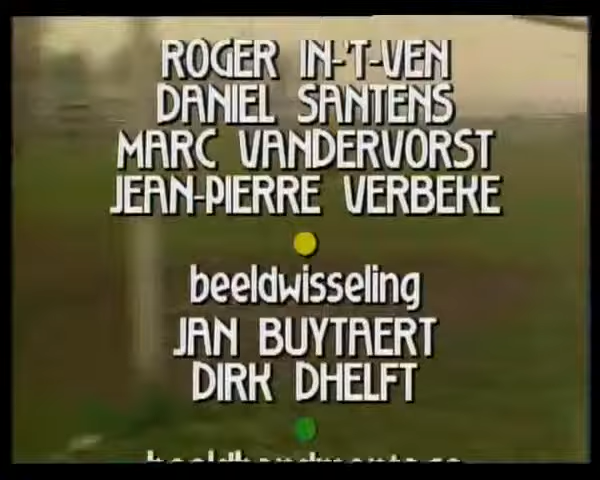 ROGER IN-'T-VEN
DANIEL SANTENS
MARC VANDERVORST
JEAN-PIERRE VERBEKE
beeldwisseling
JAN BUYTAERT
DIRK DHELFT